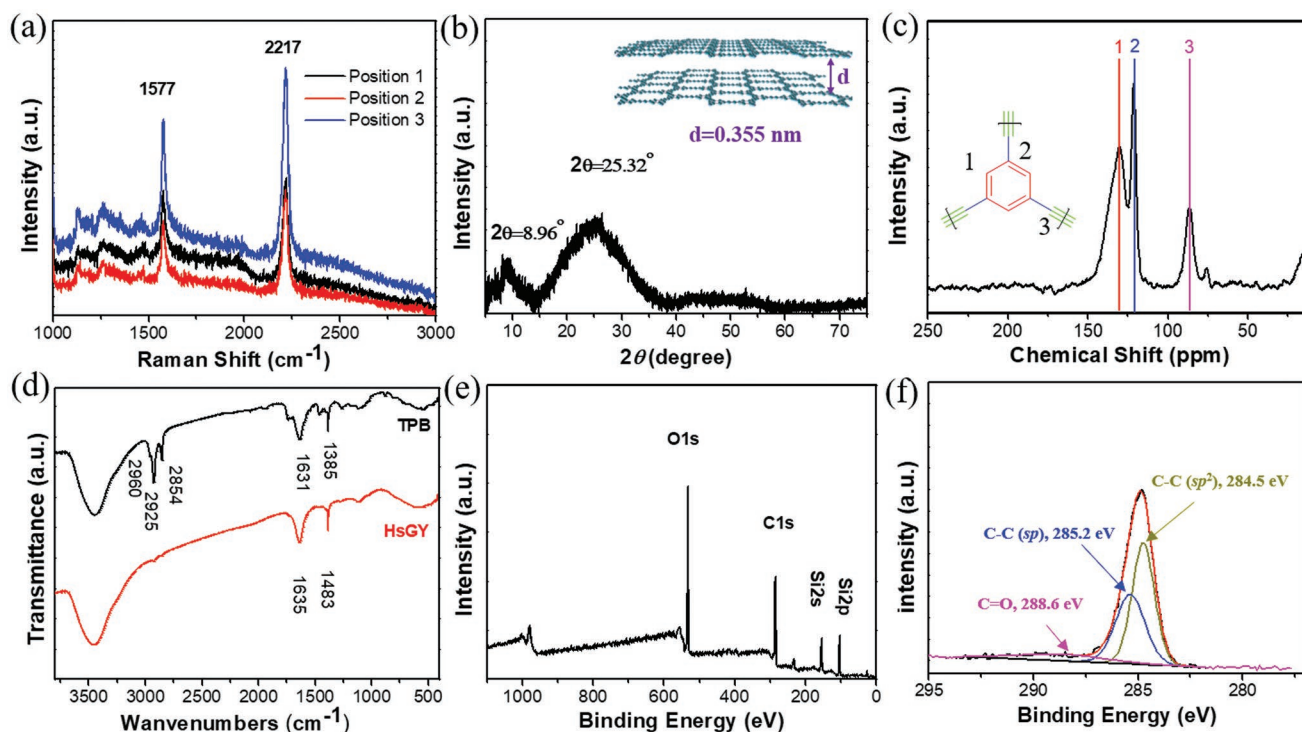 (a)
2217
1577
Position 1
Position 2
Position 3
Intensity (a.u.)
1000 1500 2000 2500 3000
Raman Shift (cm⁻¹)
(b)
d
d=0.355 nm
2θ=25.32°
2θ=8.96°
Intensity (a.u.)
10 20 30 40 50 60 70
2θ (degree)
(c)
1 2 3
1
2
3
Intensity (a.u.)
250 200 150 100 50
Chemical Shift (ppm)
(d)
TPB
2960
2925
2854
1631
1385
HsGY
1635
1483
Transmittance (a.u.)
3500 3000 2500 2000 1500 1000 500
Wanvenumbers (cm⁻¹)
(e)
O1s
C1s
Si2s
Si2p
Intensity (a.u.)
1000 800 600 400 200 0
Binding Energy (eV)
(f)
C-C (sp²), 284.5 eV
C-C (sp), 285.2 eV
C=O, 288.6 eV
intensity (a.u.)
295 290 285 280
Binding Energy (eV)